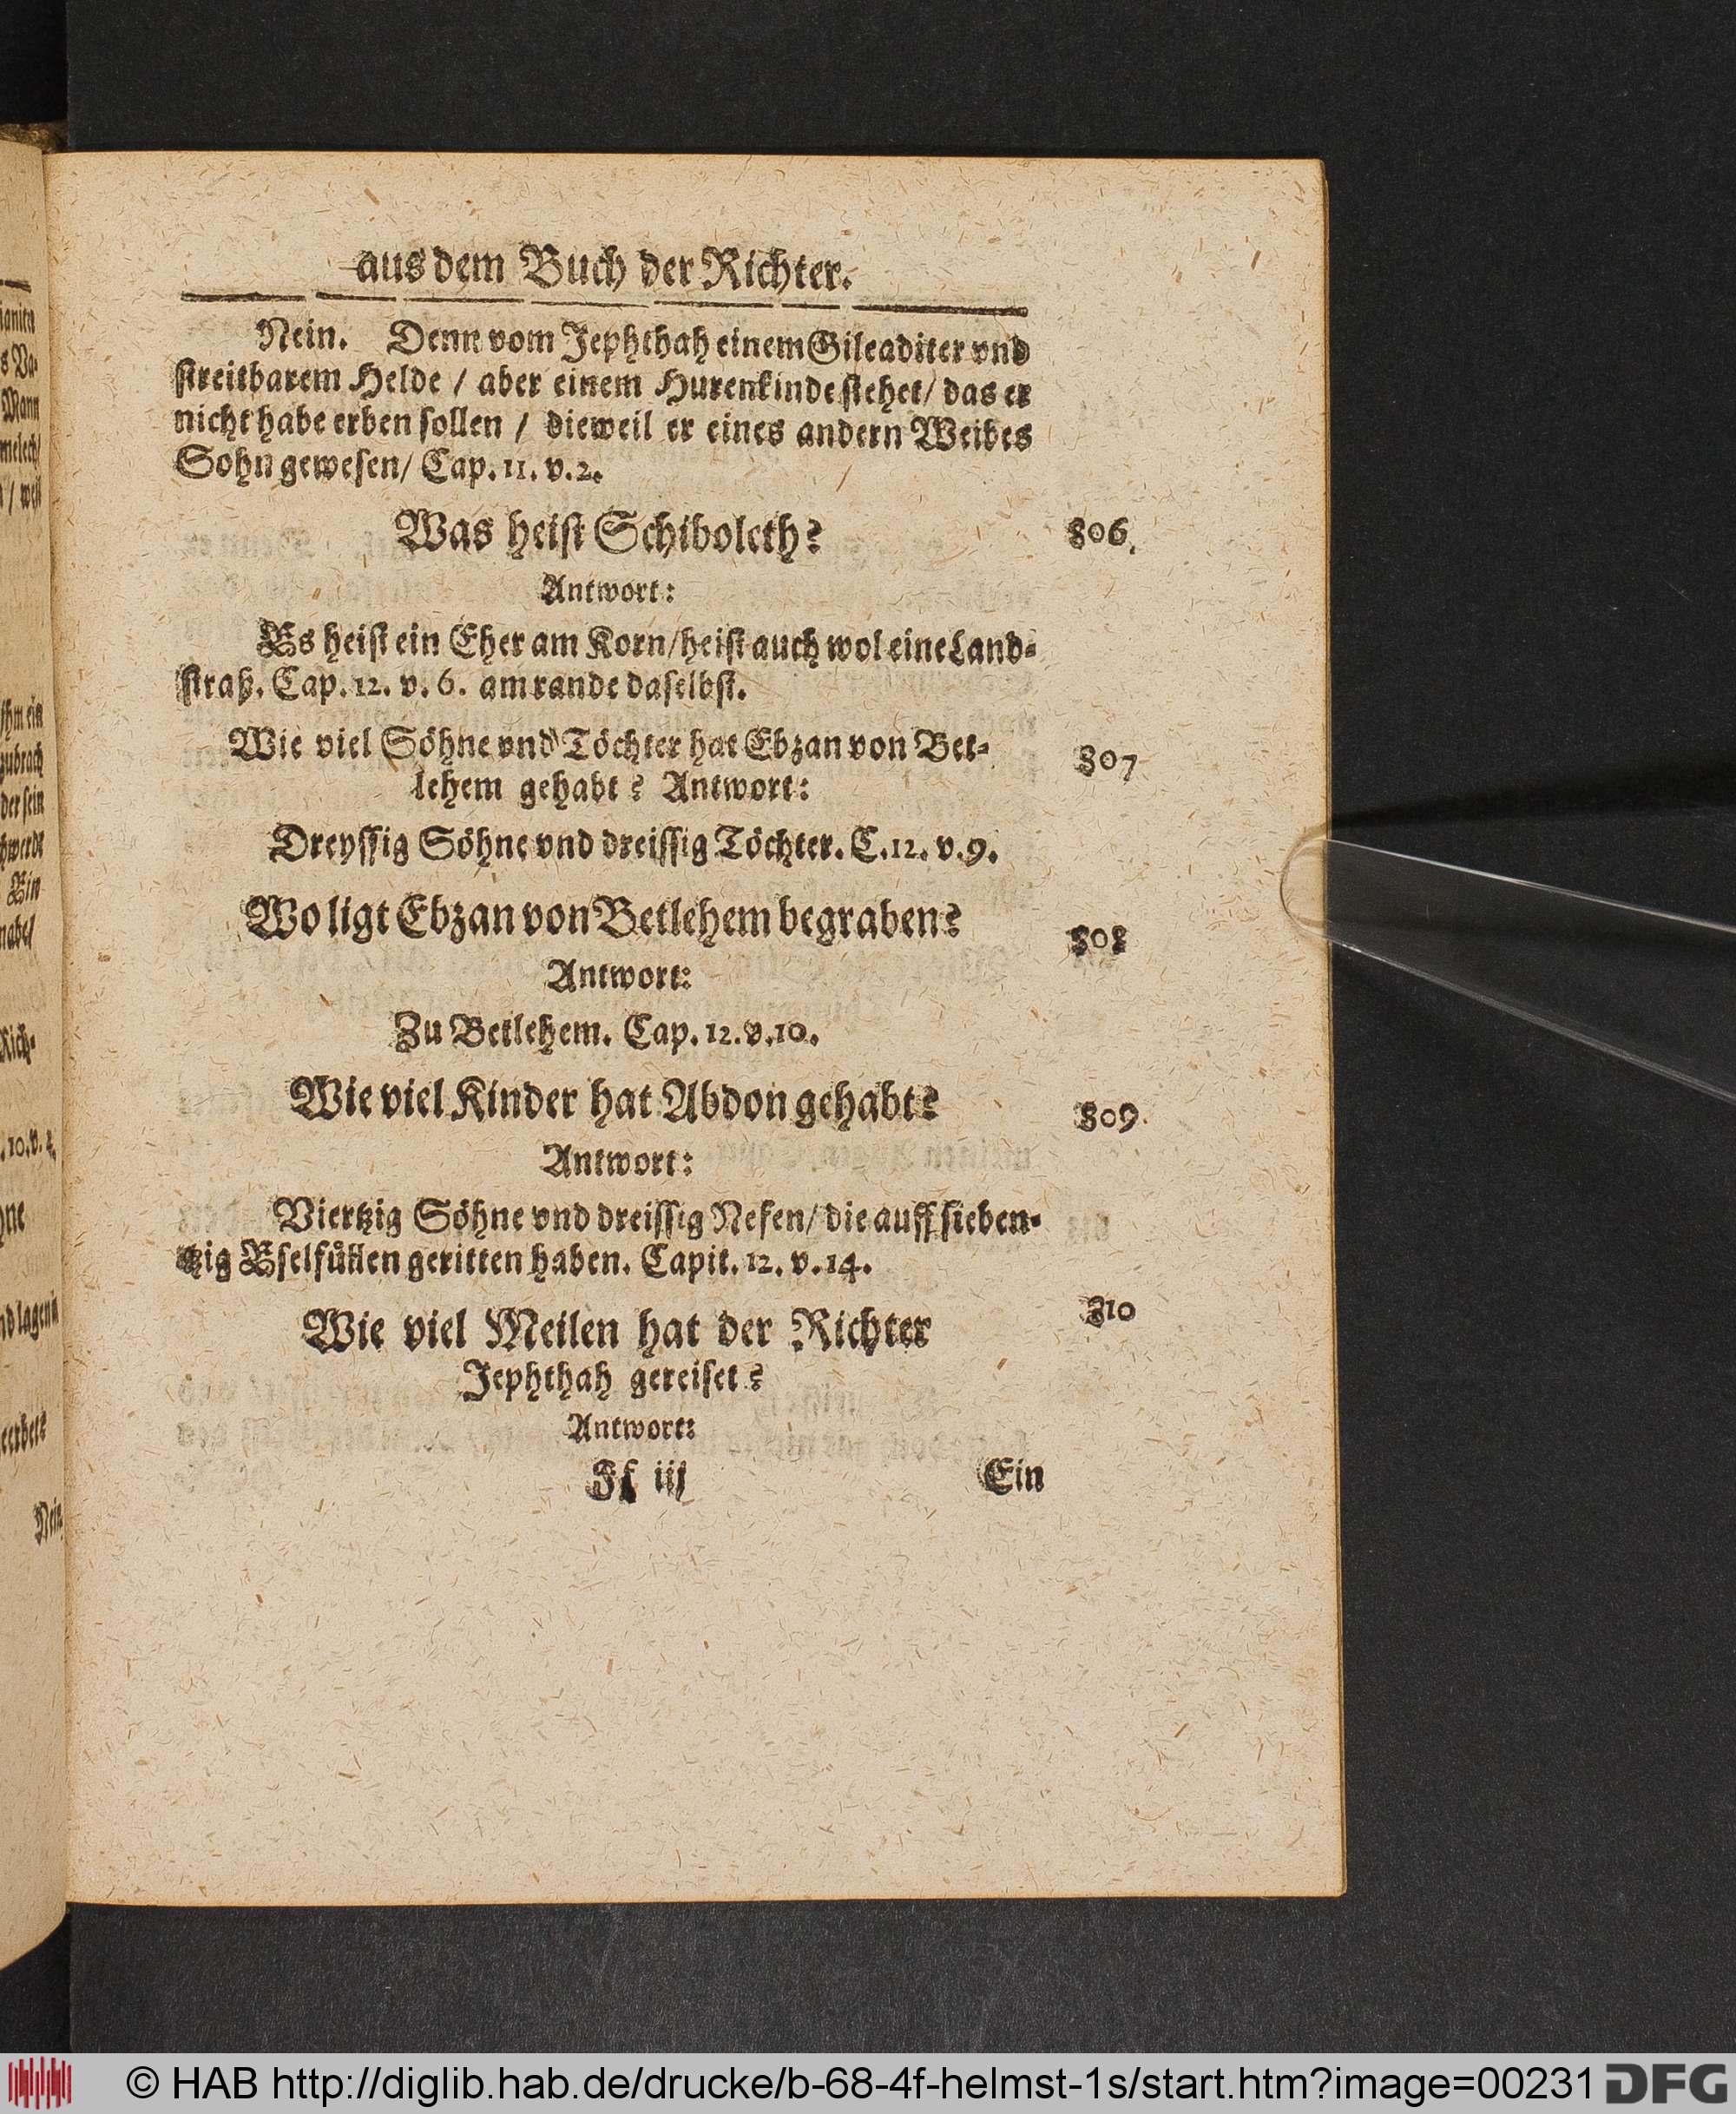 aus dem Buch der Richter.
Nein. Denn vom Jephthah einem Gileaditer vnd
streitbarem Helde / aber einem Hurenkinde stehet / das er
nicht habe erben sollen / dieweil er eines andern Weibes
Sohn gewesen / Cap. 11. v. 2.
Was heist Schiboleth?
806.
Antwort:
Es heist ein Eher am Korn / heist auch wol eine Land-
straß. Cap. 12. v. 6. am rande daselbst.
Wie viel Söhne vnd Töchter hat Ebzan von Bet-
807
lehem gehabt? Antwort:
Dreyssig Söhne vnd dreissig Töchter. C. 12. v. 9.
Wo ligt Ebzan von Betlehem begraben?
808
Antwort:
Zu Betlehem. Cap. 12. v. 10.
Wie viel Kinder hat Abdon gehabt?
809
Antwort:
Viertzig Söhne vnd dreissig Nefen / die auff sieben-
tzig Eselfüllen geritten haben. Capit. 12. v. 14.
Wie viel Meilen hat der Richter
810
Jephthah gereiset?
Antwort:
Ff iij
Ein
© HAB http://diglib.hab.de/drucke/b-68-4f-helmst-1s/start.htm?image=00231
DFG